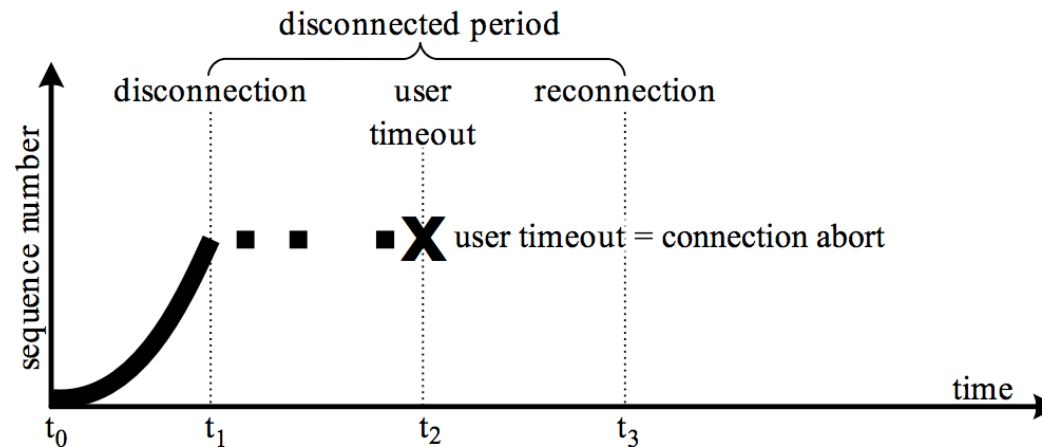 disconnected period
disconnection
user
timeout
reconnection
sequence number
user timeout = connection abort
time
t0
t1
t2
t3